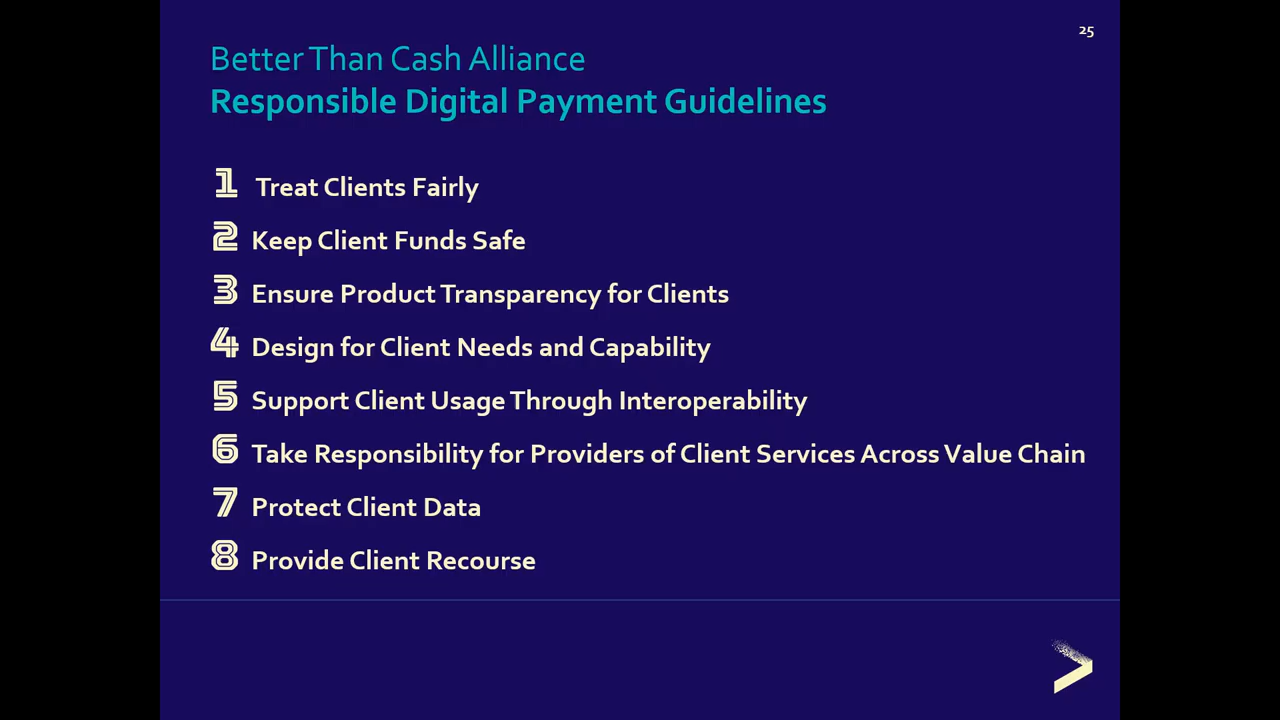 25
Better Than Cash Alliance
Responsible Digital Payment Guidelines
1 Treat Clients Fairly
2 Keep Client Funds Safe
3 Ensure Product Transparency for Clients
4 Design for Client Needs and Capability
5 Support Client Usage Through Interoperability
6 Take Responsibility for Providers of Client Services Across Value Chain
7 Protect Client Data
8 Provide Client Recourse